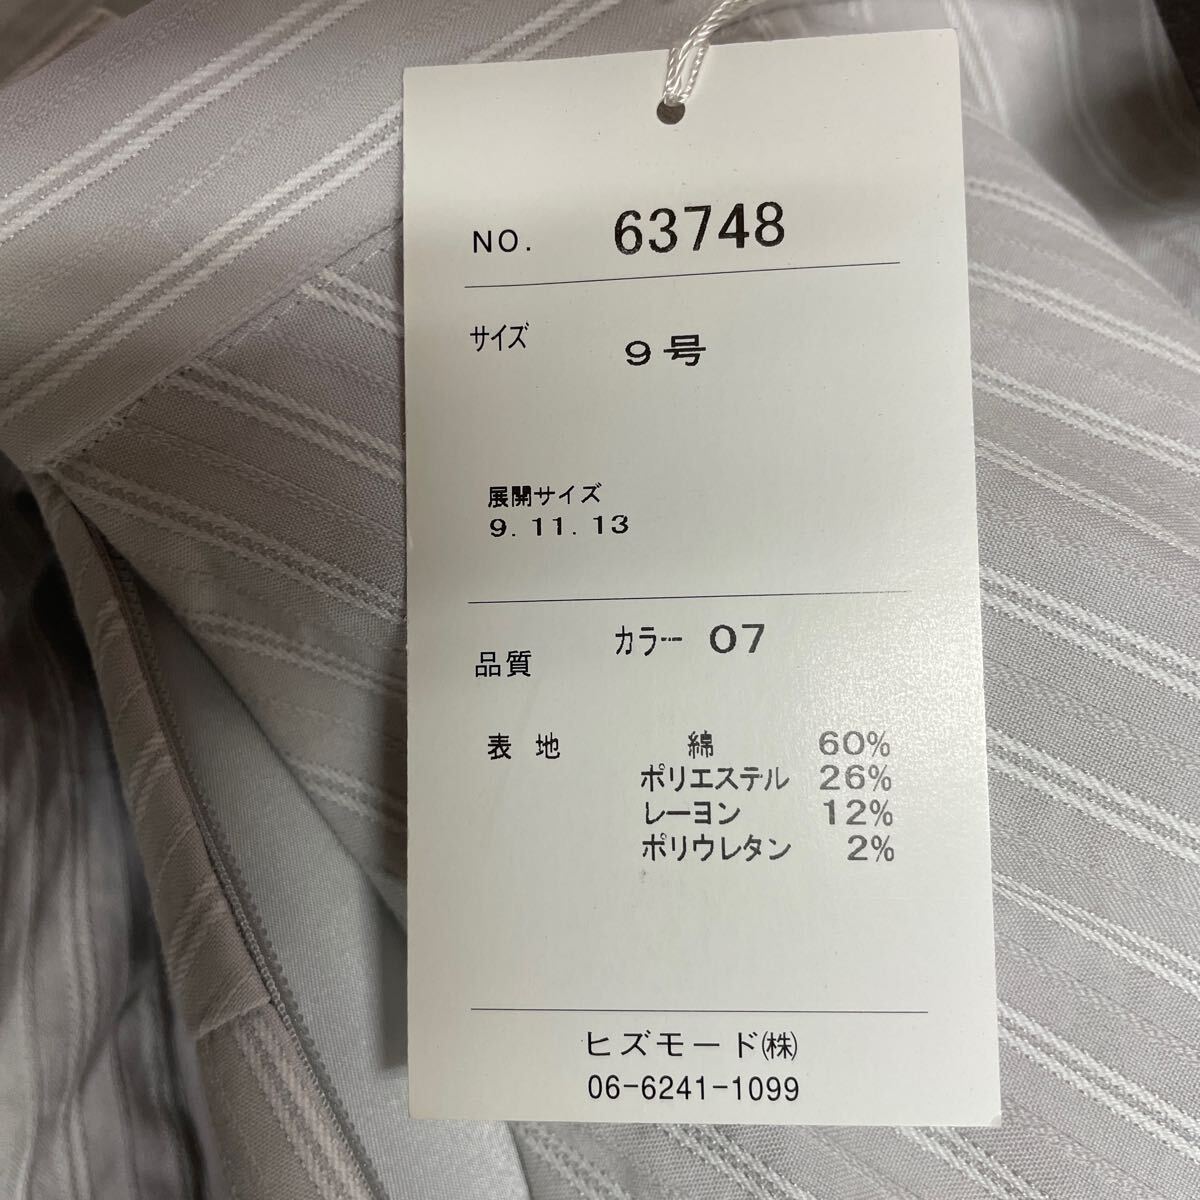 NO. 63748
サイズ 9号
展開サイズ
9. 11. 13
カラー 07
品質
表地 綿 60%
ポリエステル 26%
レーヨン 12%
ポリウレタン 2%
ヒズモード㈱
06-6241-1099